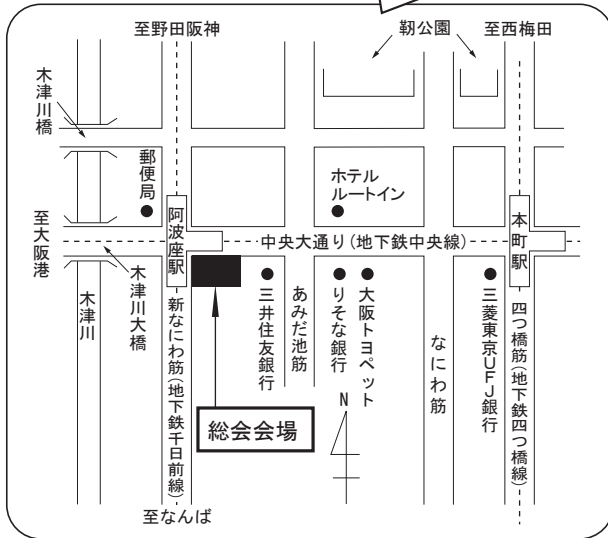 至野田阪神
靭公園
至西梅田
木津川橋
郵便局
ホテル
ルートイン
至大阪港
阿波座駅
中央大通り(地下鉄中央線)
本町駅
木津川
木津川大橋
新なにわ筋(地下鉄千日前線)
三井住友銀行
あみだ池筋
りそな銀行
大阪トヨペット
なにわ筋
三菱東京UFJ銀行
四つ橋筋(地下鉄四つ橋線)
N
総会会場
至なんば